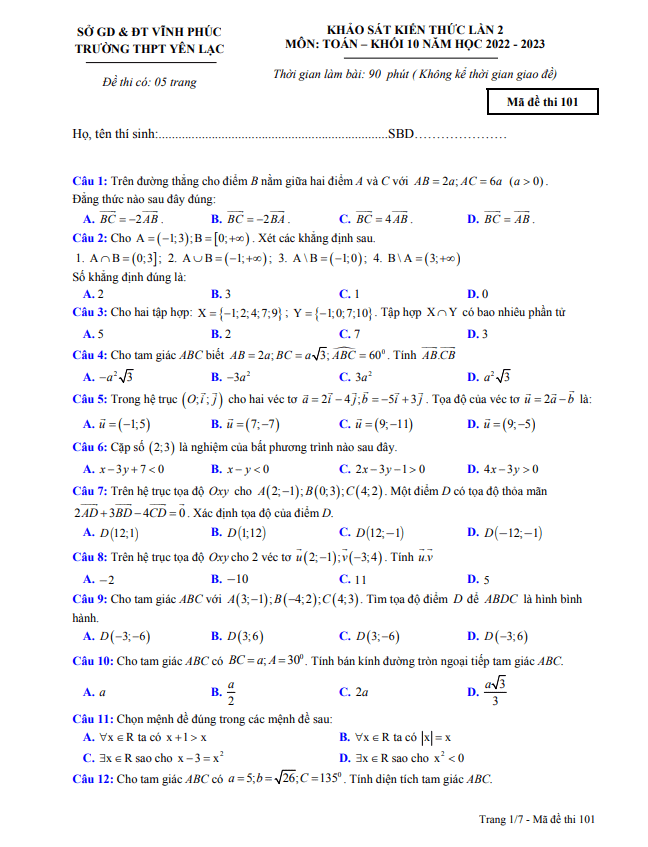 SỞ GD & ĐT VĨNH PHÚC
TRƯỜNG THPT YÊN LẠC
Đề thi có: 05 trang
KHẢO SÁT KIẾN THỨC LẦN 2
MÔN: TOÁN – KHỐI 10 NĂM HỌC 2022 - 2023
Thời gian làm bài: 90 phút ( Không kể thời gian giao đề)
Mã đề thi 101
Họ, tên thí sinh:.....................................................................SBD…………………
Câu 1: Trên đường thẳng cho điểm B nằm giữa hai điểm A và C với AB = 2a; AC = 6a (a > 0) .
Đẳng thức nào sau đây đúng:
A. $\overrightarrow{BC} = -2\overrightarrow{AB}$ . B. $\overrightarrow{BC} = -2\overrightarrow{BA}$ . C. $\overrightarrow{BC} = 4\overrightarrow{AB}$ . D. $\overrightarrow{BC} = \overrightarrow{AB}$ .
Câu 2: Cho A = (−1;3); B = [0;+∞) . Xét các khẳng định sau.
1. A ∩ B = (0;3]; 2. A ∪ B = (−1;+∞); 3. A \ B = (−1;0); 4. B \ A = (3;+∞)
Số khẳng định đúng là:
A. 2 B. 3 C. 1 D. 0
Câu 3: Cho hai tập hợp: X = {−1;2;4;7;9} ; Y = {−1;0;7;10} . Tập hợp X ∩ Y có bao nhiêu phần tử
A. 5 B. 2 C. 7 D. 3
Câu 4: Cho tam giác ABC biết $AB = 2a; BC = a\sqrt{3}; \widehat{ABC} = 60^0$ . Tính $\overrightarrow{AB}.\overrightarrow{CB}$
A. $-a^2\sqrt{3}$ B. $-3a^2$ C. $3a^2$ D. $a^2\sqrt{3}$
Câu 5: Trong hệ trục $(O;\vec{i};\vec{j})$ cho hai véc tơ $\vec{a} = 2\vec{i} - 4\vec{j}; \vec{b} = -5\vec{i} + 3\vec{j}$ . Tọa độ của véc tơ $\vec{u} = 2\vec{a} - \vec{b}$ là:
A. $\vec{u} = (-1;5)$ B. $\vec{u} = (7;-7)$ C. $\vec{u} = (9;-11)$ D. $\vec{u} = (9;-5)$
Câu 6: Cặp số (2;3) là nghiệm của bất phương trình nào sau đây.
A. x − 3y + 7 < 0 B. x − y < 0 C. 2x − 3y − 1 > 0 D. 4x − 3y > 0
Câu 7: Trên hệ trục tọa độ Oxy cho A(2;−1); B(0;3); C(4;2) . Một điểm D có tọa độ thỏa mãn
$2\overrightarrow{AD} + 3\overrightarrow{BD} - 4\overrightarrow{CD} = \vec{0}$ . Xác định tọa độ của điểm D.
A. D(12;1) B. D(1;12) C. D(12;−1) D. D(−12;−1)
Câu 8: Trên hệ trục tọa độ Oxy cho 2 véc tơ $\vec{u}(2;-1); \vec{v}(-3;4)$ . Tính $\vec{u}.\vec{v}$
A. −2 B. −10 C. 11 D. 5
Câu 9: Cho tam giác ABC với A(3;−1); B(−4;2); C(4;3) . Tìm tọa độ điểm D để ABDC là hình bình
hành.
A. D(−3;−6) B. D(3;6) C. D(3;−6) D. D(−3;6)
Câu 10: Cho tam giác ABC có $BC = a; A = 30^0$ . Tính bán kính đường tròn ngoại tiếp tam giác ABC.
A. $a$ B. $\frac{a}{2}$ C. $2a$ D. $\frac{a\sqrt{3}}{3}$
Câu 11: Chọn mệnh đề đúng trong các mệnh đề sau:
A. ∀x ∈ R ta có x + 1 > x B. ∀x ∈ R ta có |x| = x
C. ∃x ∈ R sao cho x − 3 = x² D. ∃x ∈ R sao cho x² < 0
Câu 12: Cho tam giác ABC có $a = 5; b = \sqrt{26}; C = 135^0$ . Tính diện tích tam giác ABC.
Trang 1/7 - Mã đề thi 101